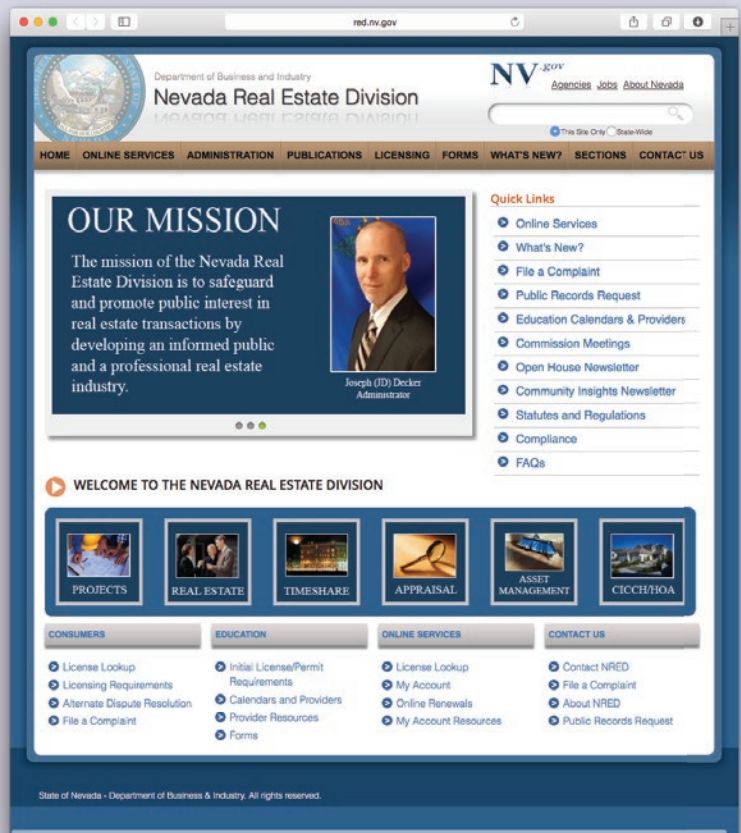 red.nv.gov
Department of Business and Industry
Nevada Real Estate Division
NV.gov
Agencies Jobs About Nevada
This Site Only State-Wide
HOME ONLINE SERVICES ADMINISTRATION PUBLICATIONS LICENSING FORMS WHAT'S NEW? SECTIONS CONTACT US
OUR MISSION
The mission of the Nevada Real
Estate Division is to safeguard
and promote public interest in
real estate transactions by
developing an informed public
and a professional real estate
industry.
Joseph (JD) Decker
Administrator
Quick Links
Online Services
What's New?
File a Complaint
Public Records Request
Education Calendars & Providers
Commission Meetings
Open House Newsletter
Community Insights Newsletter
Statutes and Regulations
Compliance
FAQs
WELCOME TO THE NEVADA REAL ESTATE DIVISION
PROJECTS
REAL ESTATE
TIMESHARE
APPRAISAL
ASSET
MANAGEMENT
CICCH/HOA
CONSUMERS
License Lookup
Licensing Requirements
Alternate Dispute Resolution
File a Complaint
EDUCATION
Initial License/Permit
Requirements
Calendars and Providers
Provider Resources
Forms
ONLINE SERVICES
License Lookup
My Account
Online Renewals
My Account Resources
CONTACT US
Contact NRED
File a Complaint
About NRED
Public Records Request
State of Nevada - Department of Business & Industry. All rights reserved.